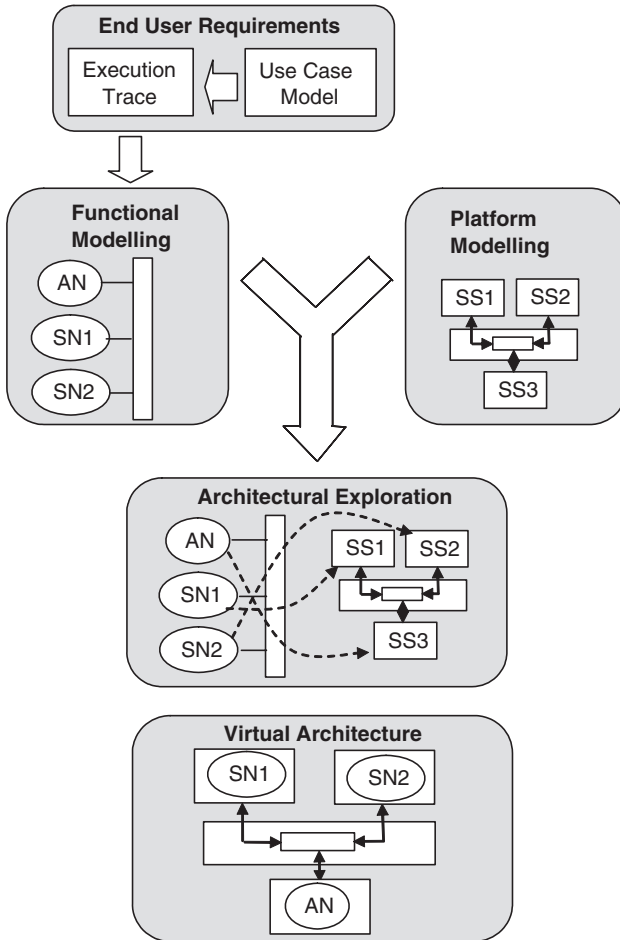 End User Requirements
Execution
Trace
Use Case
Model
Functional
Modelling
AN
SN1
SN2
Platform
Modelling
SS1
SS2
SS3
Architectural Exploration
AN
SN1
SN2
SS1
SS2
SS3
Virtual Architecture
SN1
SN2
AN